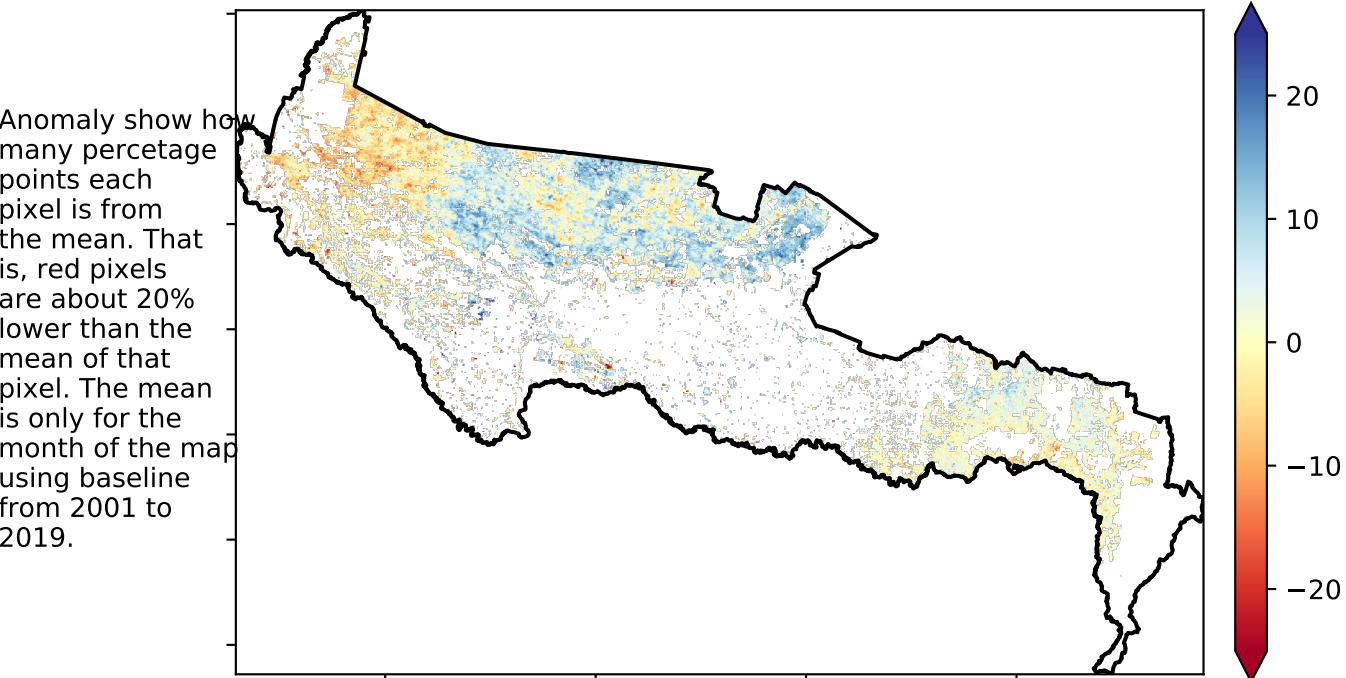 Anomaly show how
many percetage
points each
pixel is from
the mean. That
is, red pixels
are about 20%
lower than the
mean of that
pixel. The mean
is only for the
month of the map
using baseline
from 2001 to
2019.
20
10
0
−10
−20